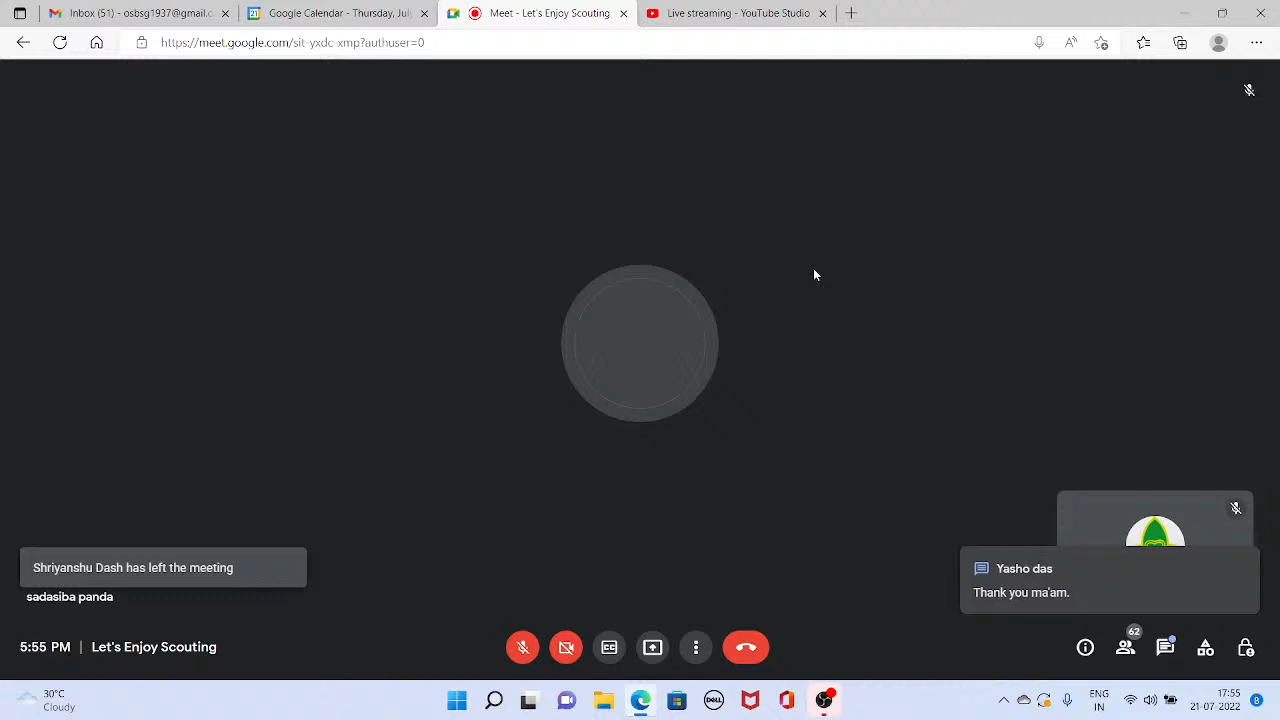 Inbox (51) - osbsg1937@gmail.c
Google Calendar - Thursday, July
Meet - Let's Enjoy Scouting
Live streaming - YouTube Studio
https://meet.google.com/sit-yxdc-xmp?authuser=0
Shriyanshu Dash has left the meeting
sadasiba panda
Yasho das
Thank you ma'am.
5:55 PM | Let's Enjoy Scouting
62
30°C
Cloudy
DELL
ENG
IN
17:55
21-07-2022
8